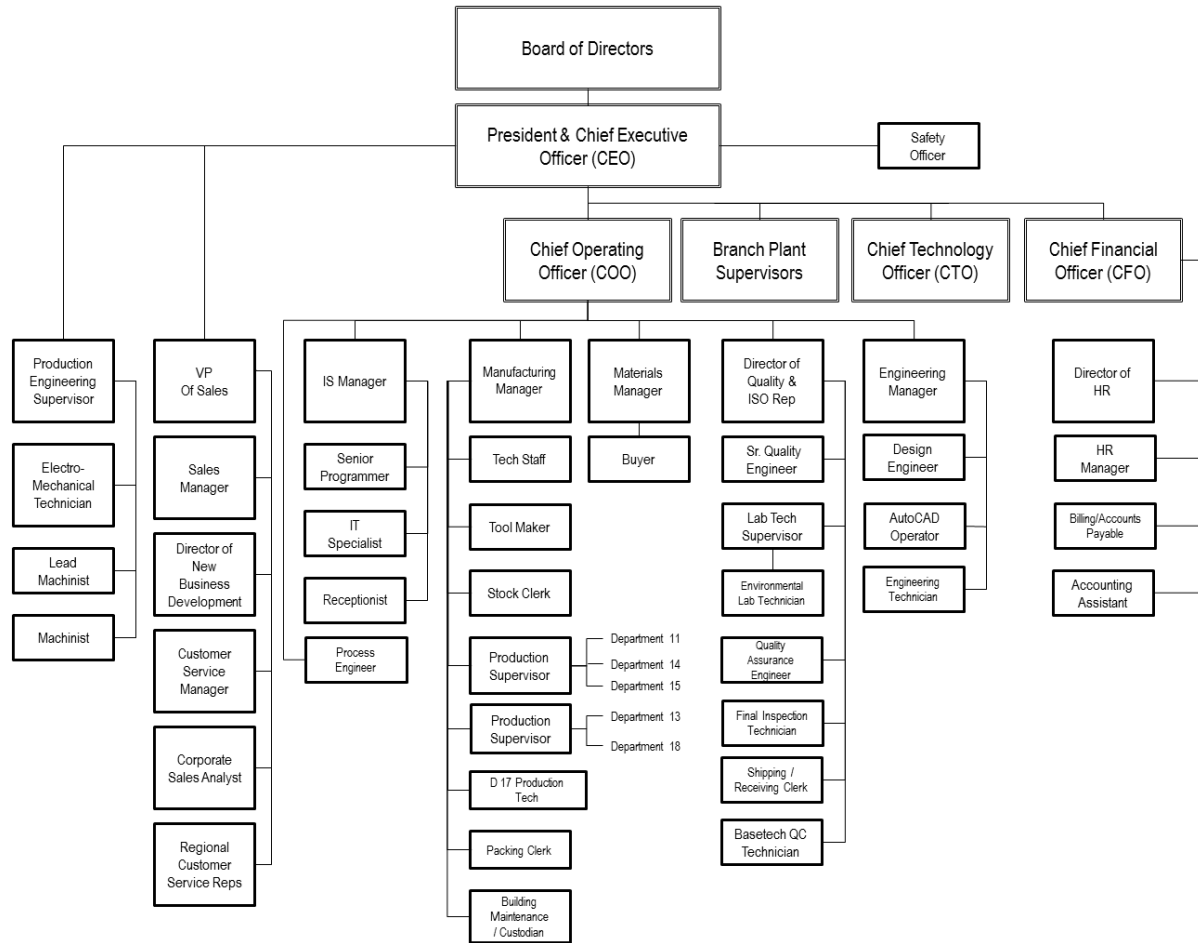 Board of Directors
President & Chief Executive
Officer (CEO)
Safety
Officer
Chief Operating
Officer (COO)
Branch Plant
Supervisors
Chief Technology
Officer (CTO)
Chief Financial
Officer (CFO)
Production
Engineering
Supervisor
Electro-
Mechanical
Technician
Lead
Machinist
Machinist
VP
Of Sales
Sales
Manager
Director of
New
Business
Development
Customer
Service
Manager
Corporate
Sales Analyst
Regional
Customer
Service Reps
IS Manager
Senior
Programmer
IT
Specialist
Receptionist
Process
Engineer
Manufacturing
Manager
Tech Staff
Tool Maker
Stock Clerk
Production
Supervisor
Department 11
Department 14
Department 15
Production
Supervisor
Department 13
Department 18
D 17 Production
Tech
Packing Clerk
Building
Maintenance
/ Custodian
Materials
Manager
Buyer
Director of
Quality &
ISO Rep
Sr. Quality
Engineer
Lab Tech
Supervisor
Environmental
Lab Technician
Quality
Assurance
Engineer
Final Inspection
Technician
Shipping /
Receiving Clerk
Basetech QC
Technician
Engineering
Manager
Design
Engineer
AutoCAD
Operator
Engineering
Technician
Director of
HR
HR
Manager
Billing/Accounts
Payable
Accounting
Assistant